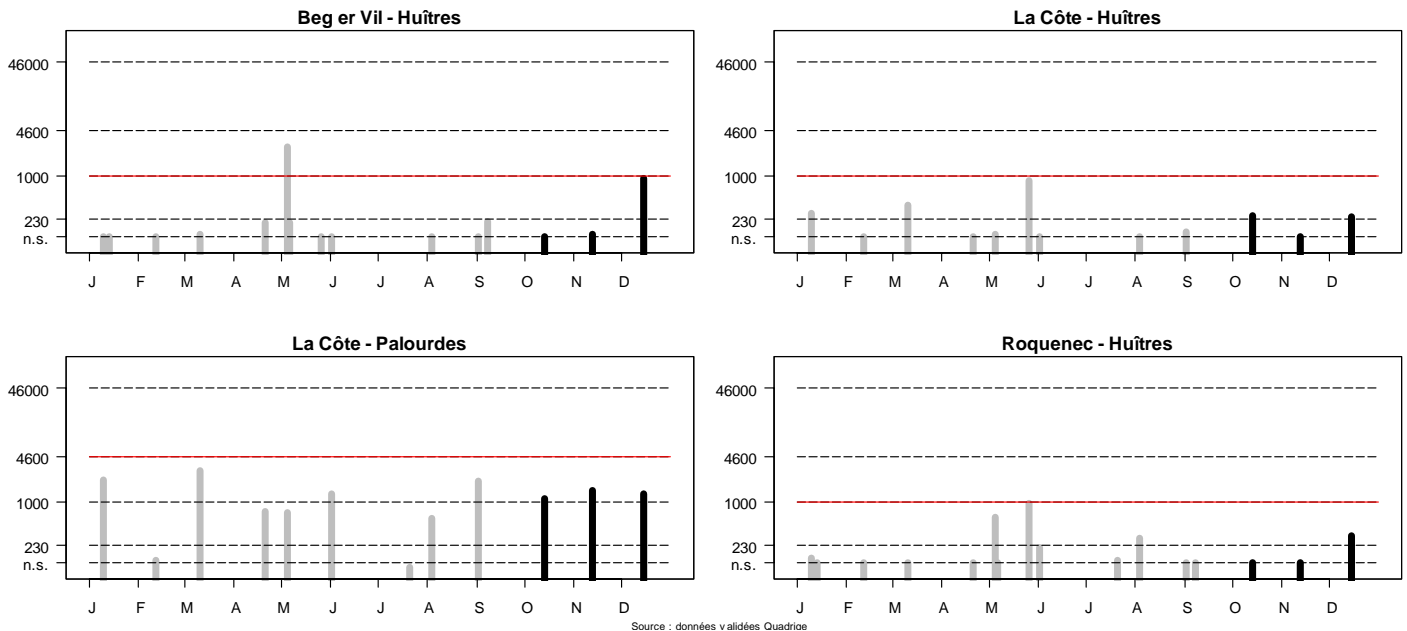 Beg er Vil - Huîtres
46000
4600
1000
230
n.s.
J F M A M J J A S O N D
La Côte - Huîtres
46000
4600
1000
230
n.s.
J F M A M J J A S O N D
La Côte - Palourdes
46000
4600
1000
230
n.s.
J F M A M J J A S O N D
Roquenec - Huîtres
46000
4600
1000
230
n.s.
J F M A M J J A S O N D
Source : données validées Quadrige